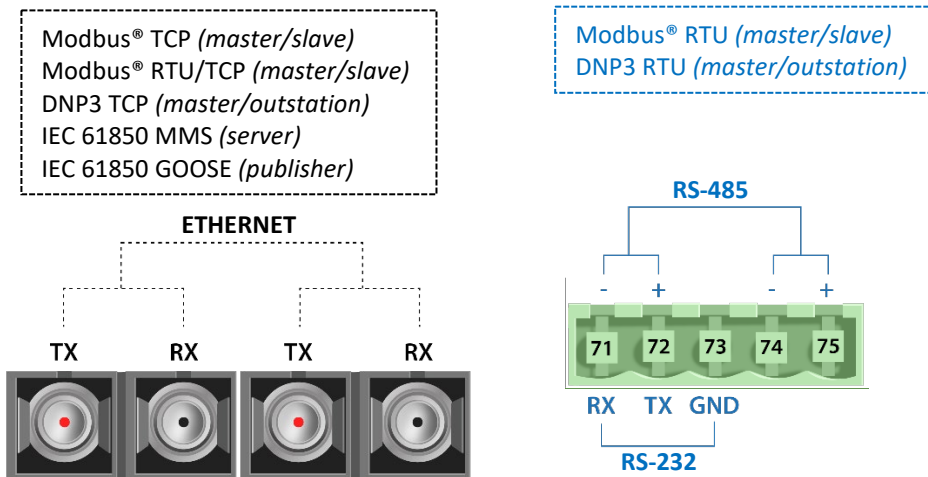 Modbus® TCP (master/slave)
Modbus® RTU/TCP (master/slave)
DNP3 TCP (master/outstation)
IEC 61850 MMS (server)
IEC 61850 GOOSE (publisher)
ETHERNET
TX RX TX RX
Modbus® RTU (master/slave)
DNP3 RTU (master/outstation)
RS-485
- + - +
71 72 73 74 75
RX TX GND
RS-232